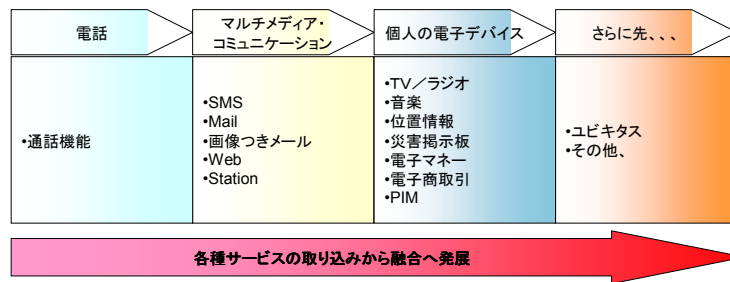 電話
マルチメディア・
コミュニケーション
個人の電子デバイス
さらに先、、、
•通話機能
•SMS
•Mail
•画像つきメール
•Web
•Station
•TV／ラジオ
•音楽
•位置情報
•災害掲示板
•電子マネー
•電子商取引
•PIM
•ユビキタス
•その他、
各種サービスの取り込みから融合へ発展